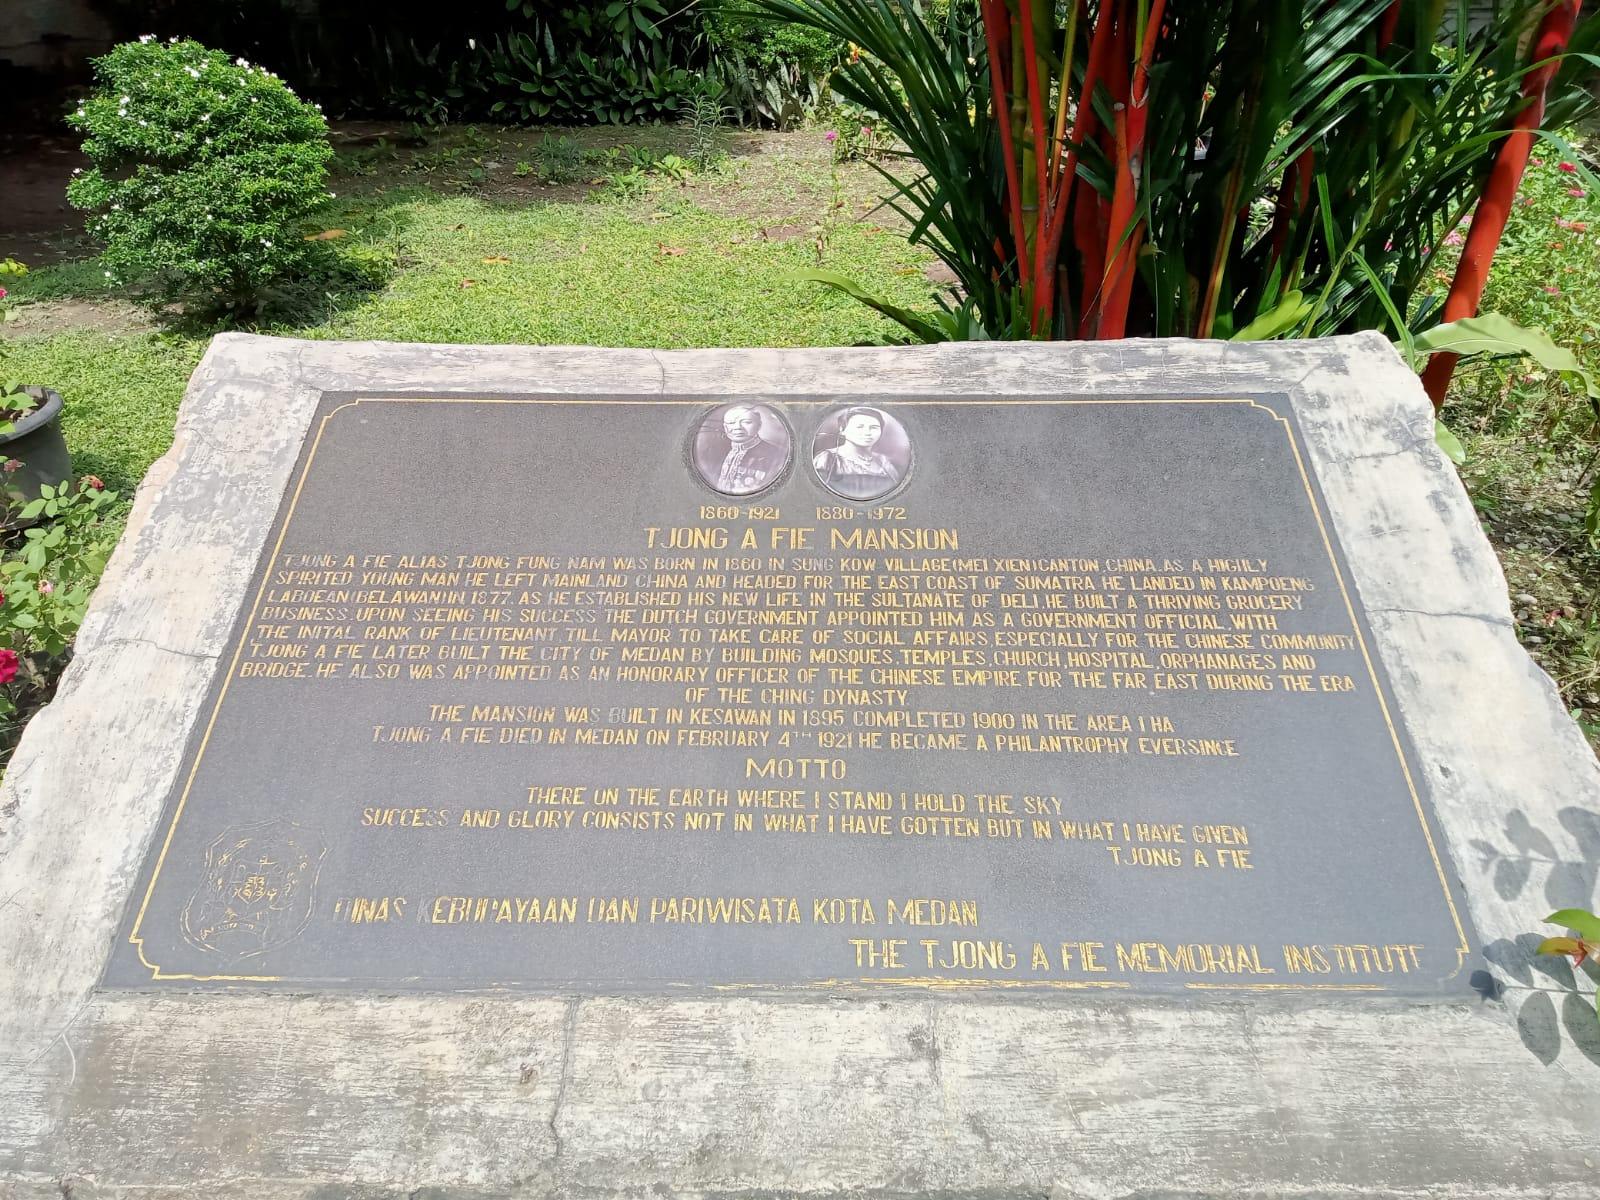 1860-1921 1880-1972
TJONG A FIE MANSION
TJONG A FIE ALIAS TJONG FUNG NAM WAS BORN IN 1860 IN SUNG KOW VILLAGE(MEI XIEN)CANTON,CHINA.AS A HIGILY
SPIRITED YOUNG MAN HE LEFT MAINLAND CHINA AND HEADED FOR THE EAST COAST OF SUMATRA.HE LANDED IN KAMPOENG
LABOEAN(BELAWAN)IN 1877. AS HE ESTABLISHED HIS NEW LIFE IN THE SULTANATE OF DELI.HE BUILT A THRIVING GROCERY
BUSINESS.UPON SEEING HIS SUCCESS THE DUTCH GOVERNMENT APPOINTED HIM AS A GOVERNMENT OFFICIAL,WITH
THE INITAL RANK OF LIEUTENANT,TILL MAYOR TO TAKE CARE OF SOCIAL AFFAIRS,ESPECIALLY FOR THE CHINESE COMMUNITY
TJONG A FIE LATER BUILT THE CITY OF MEDAN BY BUILDING MOSQUES,TEMPLES,CHURCH,HOSPITAL,ORPHANAGES AND
BRIDGE.HE ALSO WAS APPOINTED AS AN HONORARY OFFICER OF THE CHINESE EMPIRE FOR THE FAR EAST DURING THE ERA
OF THE CHING DYNASTY.
THE MANSION WAS BUILT IN KESAWAN IN 1895 COMPLETED 1900 IN THE AREA 1 HA
TJONG A FIE DIED IN MEDAN ON FEBRUARY 4TH 1921 HE BECAME A PHILANTROPHY EVERSINCE
MOTTO
THERE ON THE EARTH WHERE I STAND I HOLD THE SKY
SUCCESS AND GLORY CONSISTS NOT IN WHAT I HAVE GOTTEN BUT IN WHAT I HAVE GIVEN
TJONG A FIE
DINAS KEBUDAYAAN DAN PARIWISATA KOTA MEDAN
THE TJONG A FIE MEMORIAL INSTITUTE